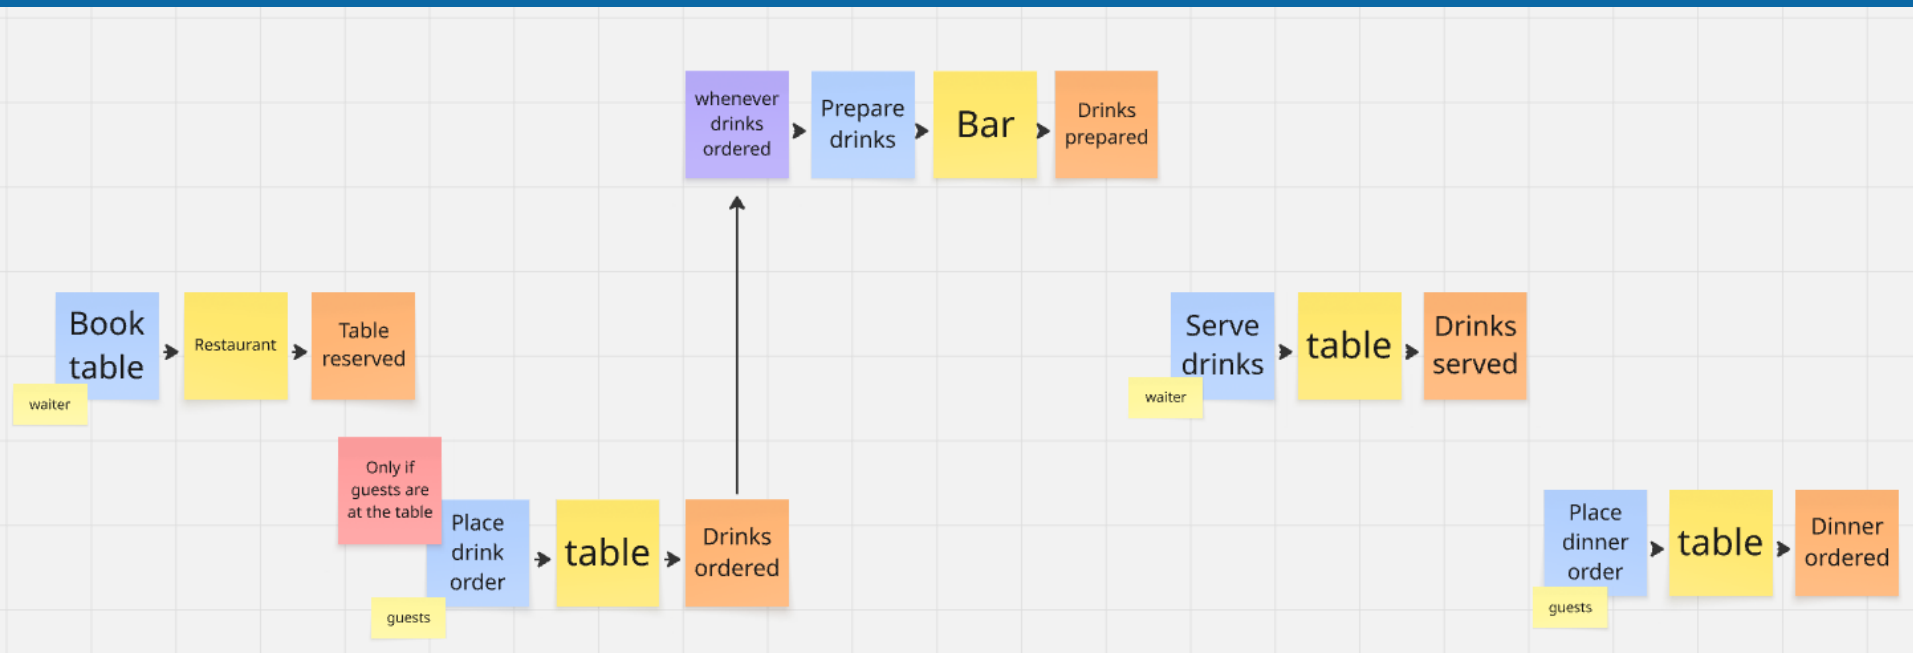 whenever
drinks
ordered
Prepare
drinks
Bar
Drinks
prepared
Book
table
waiter
Restaurant
Table
reserved
Serve
drinks
waiter
table
Drinks
served
Only if
guests are
at the table
Place
drink
order
guests
table
Drinks
ordered
Place
dinner
order
guests
table
Dinner
ordered